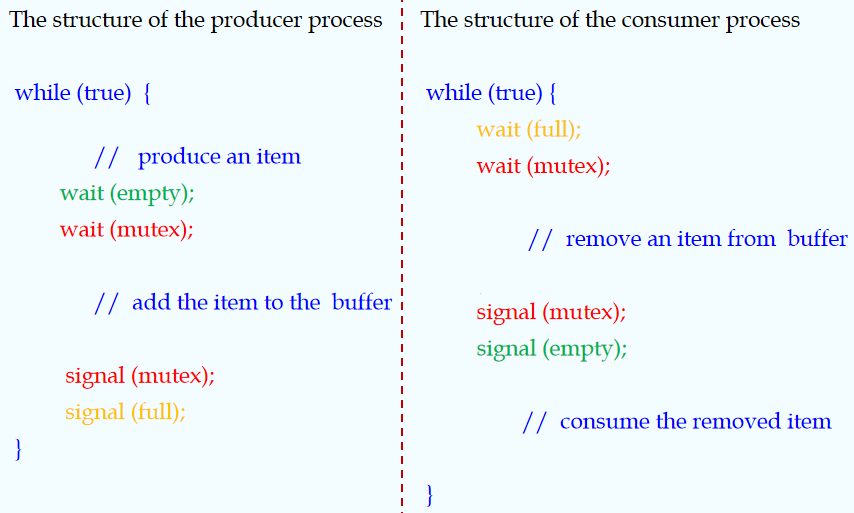 The structure of the producer process
while (true) {
// produce an item
wait (empty);
wait (mutex);
// add the item to the buffer
signal (mutex);
signal (full);
}
The structure of the consumer process
while (true) {
wait (full);
wait (mutex);
// remove an item from buffer
signal (mutex);
signal (empty);
// consume the removed item
}